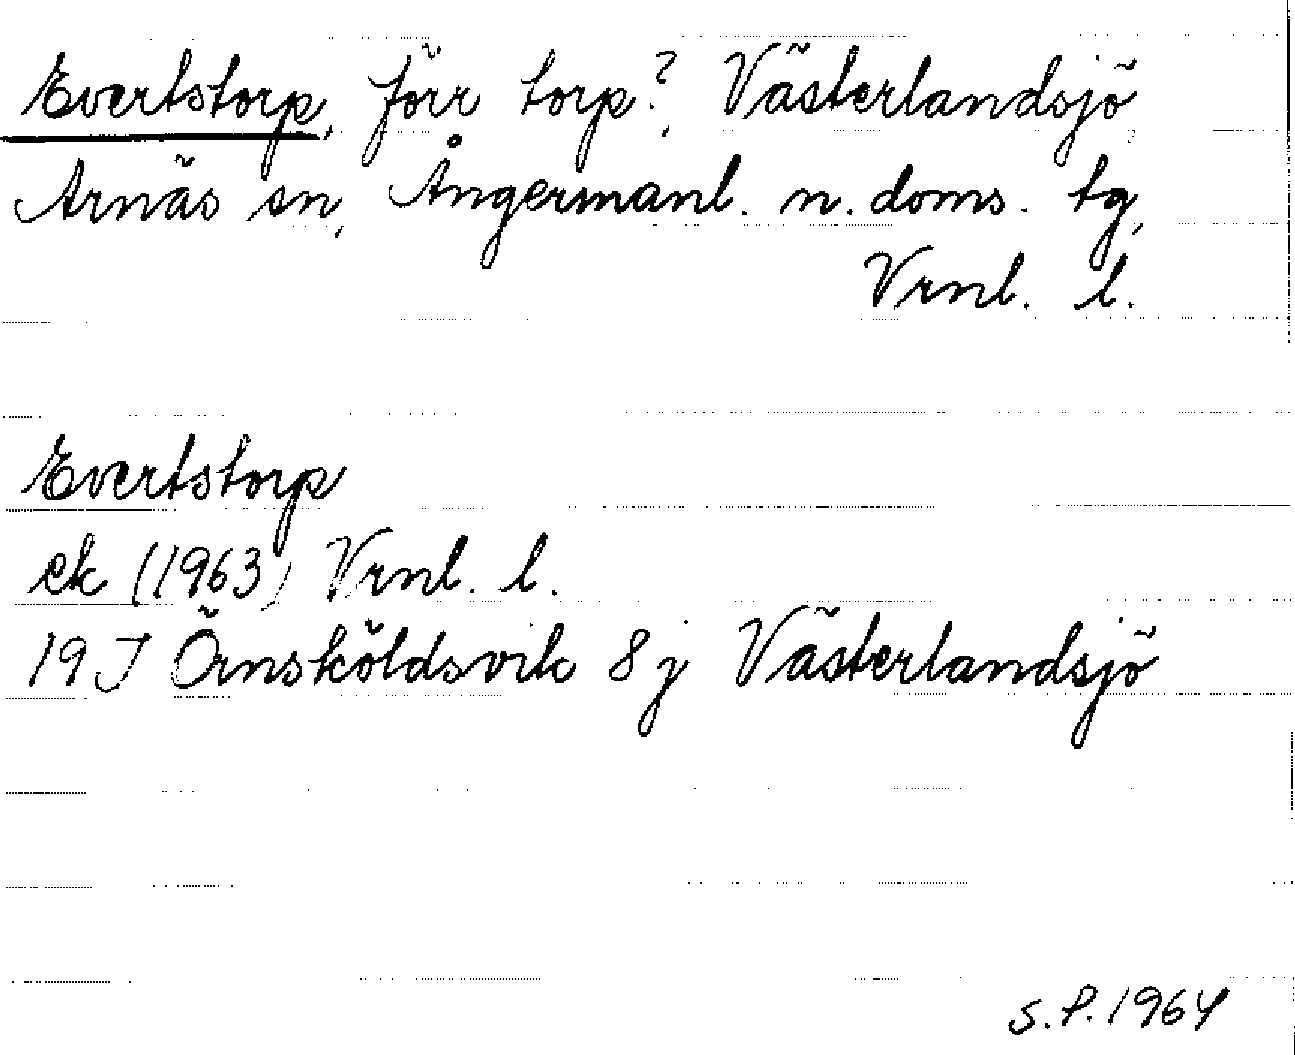 Evertstorp, förr torp?, Västerlandsjö,
Arnäs sn, Ångermanl. n. doms. tg,
Vrnl. l.
Evertstorp
ek (1963) Vrnl. l.
19 J Örnsköldsvik 8 j Västerlandsjö
S.P. 1964